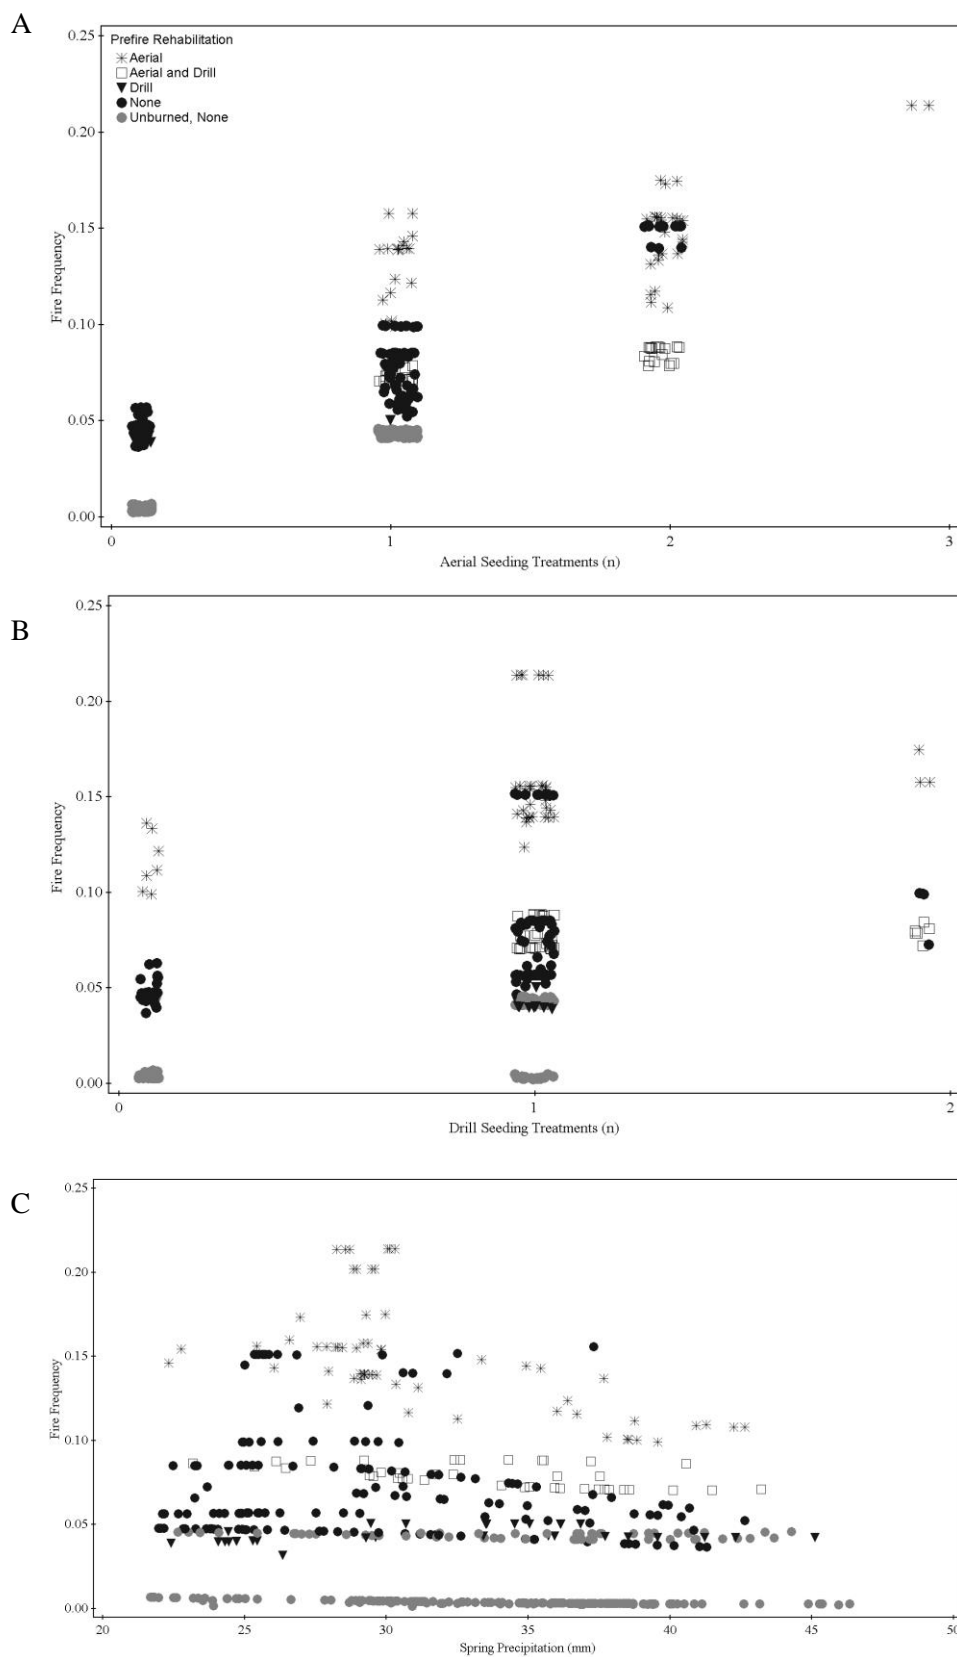 A
0.25
Prefire Rehabilitation
Aerial
Aerial and Drill
Drill
None
Unburned, None
0.20
0.15
Fire Frequency
0.10
0.05
0.00
0 1 2 3
Aerial Seeding Treatments (n)
B
0.25
0.20
0.15
Fire Frequency
0.10
0.05
0.00
0 1 2
Drill Seeding Treatments (n)
C
0.25
0.20
0.15
Fire Frequency
0.10
0.05
0.00
20 25 30 35 40 45 50
Spring Precipitation (mm)